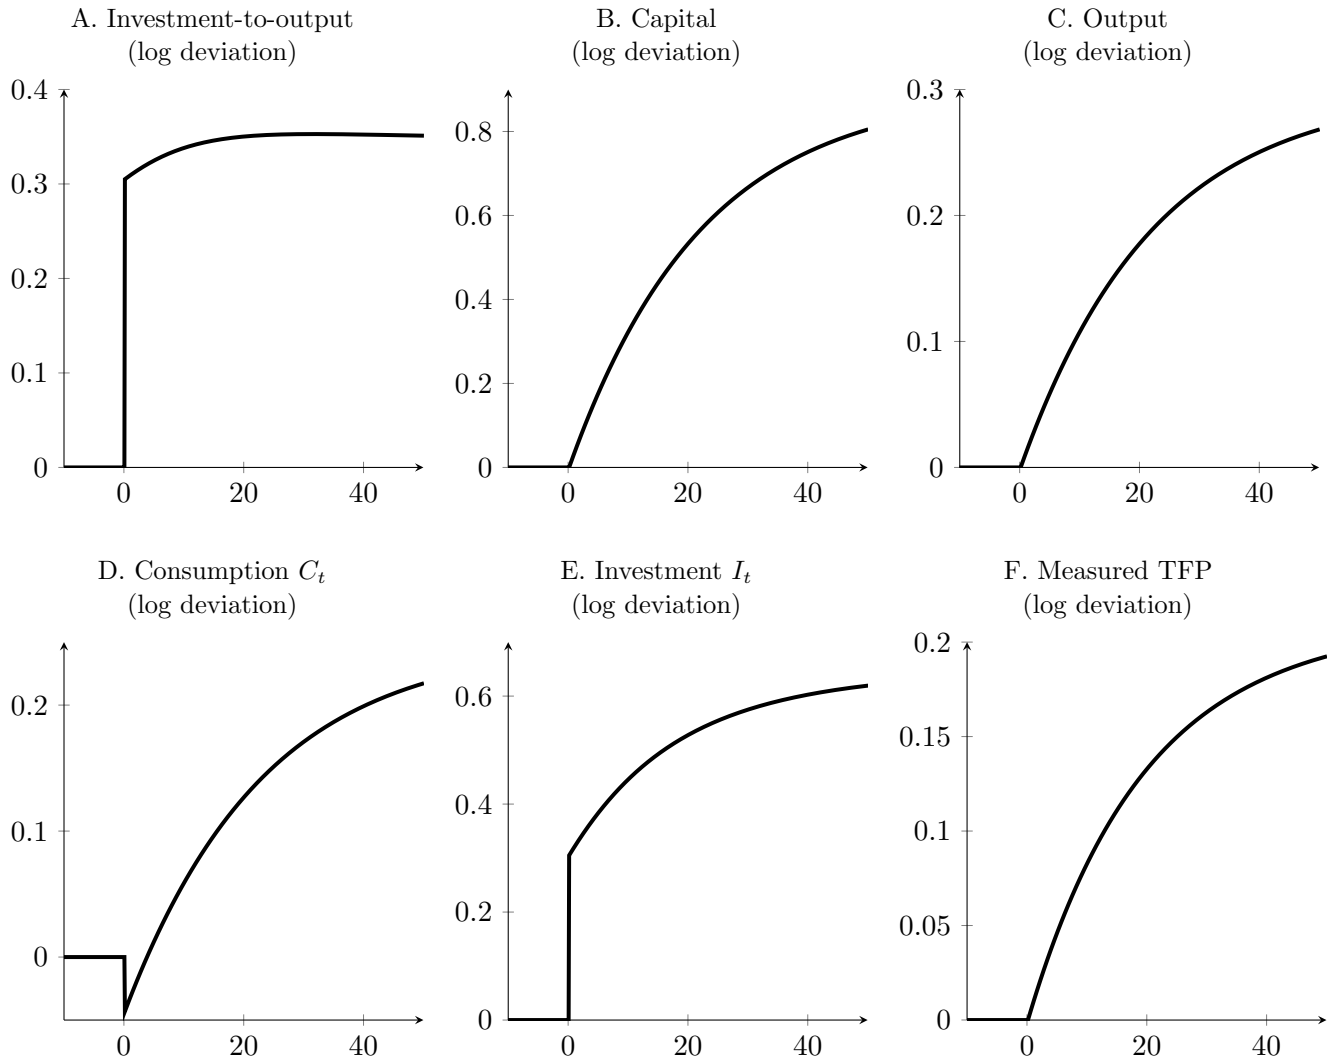 A. Investment-to-output
(log deviation)
0.4
0.3
0.2
0.1
0
0 20 40
B. Capital
(log deviation)
0.8
0.6
0.4
0.2
0
0 20 40
C. Output
(log deviation)
0.3
0.2
0.1
0
0 20 40
D. Consumption Cₜ
(log deviation)
0.2
0.1
0
0 20 40
E. Investment Iₜ
(log deviation)
0.6
0.4
0.2
0
0 20 40
F. Measured TFP
(log deviation)
0.2
0.15
0.1
0.05
0
0 20 40